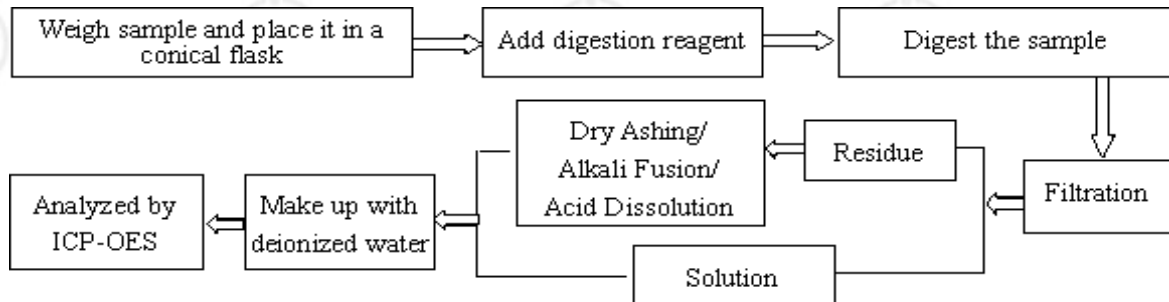 Weigh sample and place it in a
conical flask
Add digestion reagent
Digest the sample
Filtration
Residue
Dry Ashing/
Alkali Fusion/
Acid Dissolution
Solution
Make up with
deionized water
Analyzed by
ICP-OES